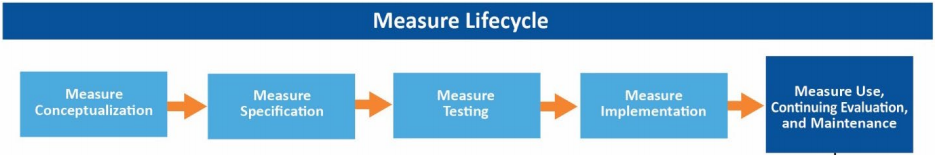 Measure Lifecycle
Measure
Conceptualization
Measure
Specification
Measure
Testing
Measure
Implementation
Measure Use,
Continuing Evaluation,
and Maintenance